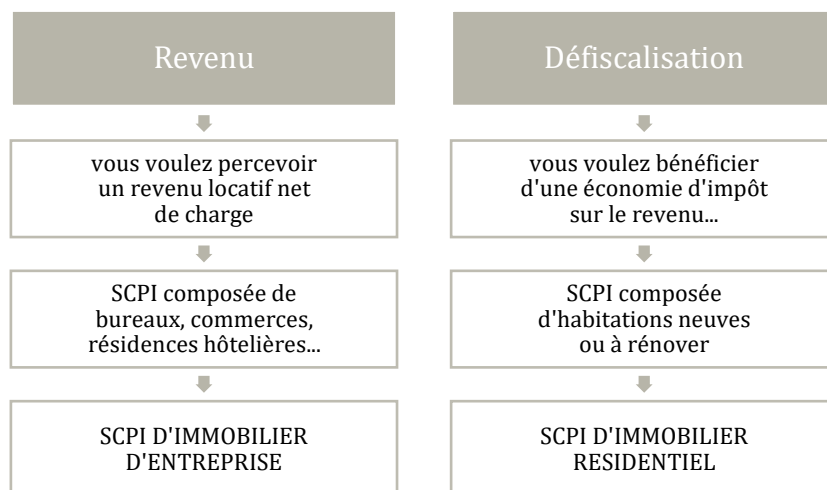 Revenu
vous voulez percevoir
un revenu locatif net
de charge
SCPI composée de
bureaux, commerces,
résidences hôtelières...
SCPI D'IMMOBILIER
D'ENTREPRISE
Défiscalisation
vous voulez bénéficier
d'une économie d'impôt
sur le revenu...
SCPI composée
d'habitations neuves
ou à rénover
SCPI D'IMMOBILIER
RESIDENTIEL